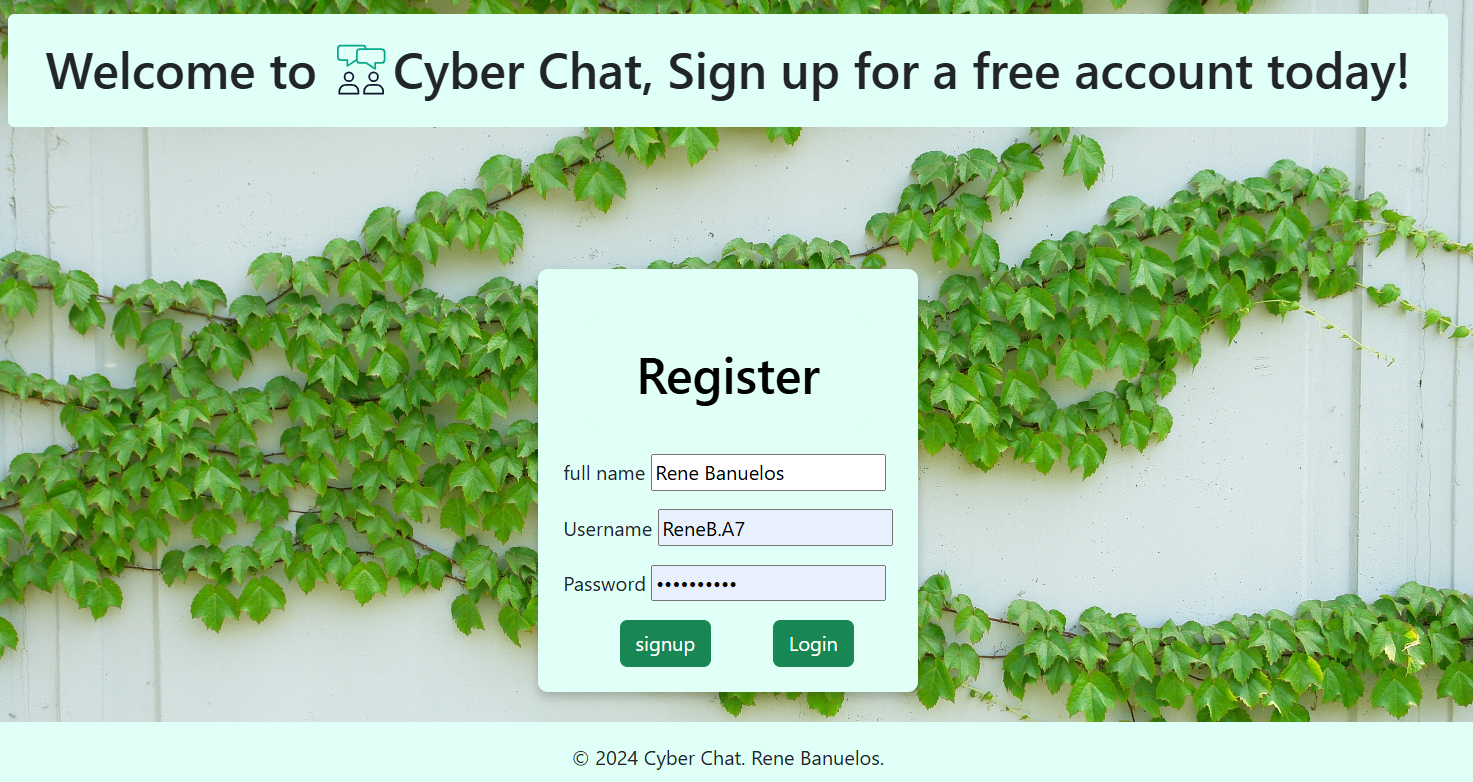 Welcome to Cyber Chat, Sign up for a free account today!
Register
full name Rene Banuelos
Username ReneB.A7
Password ••••••••••
signup Login
© 2024 Cyber Chat. Rene Banuelos.